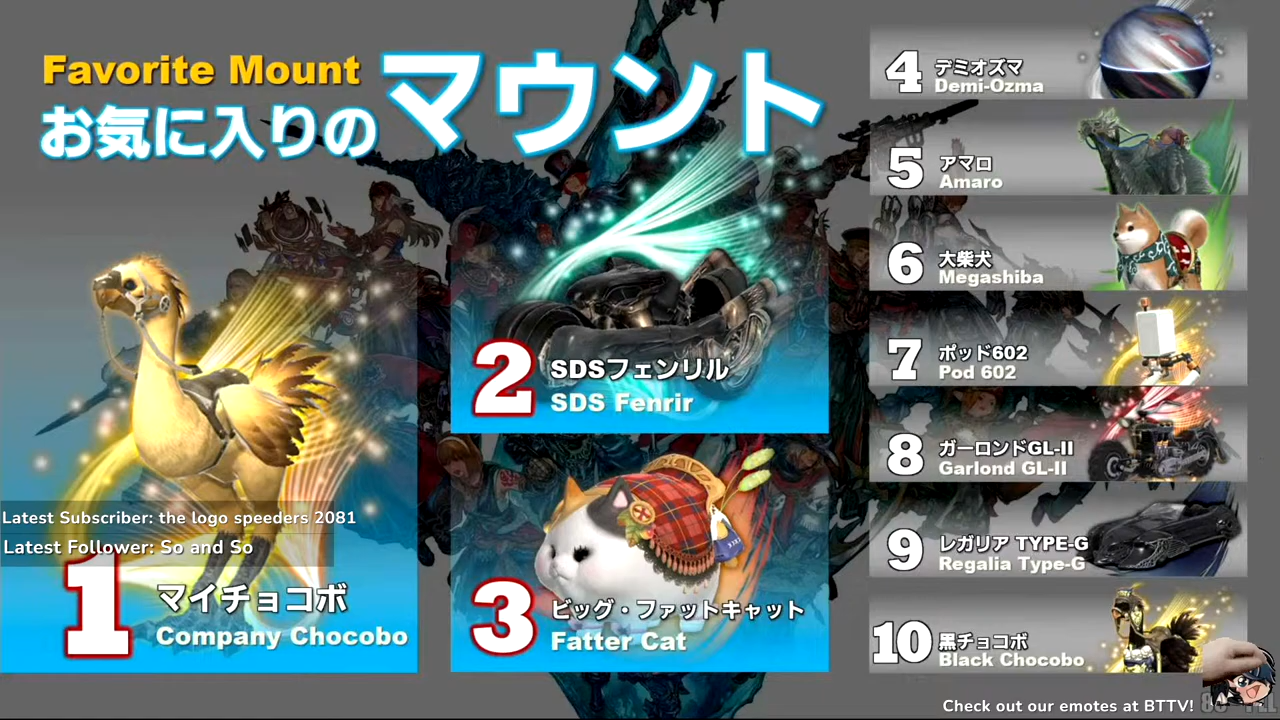 Favorite Mount
お気に入りの
マウント
1
マイチョコボ
Company Chocobo
2
SDSフェンリル
SDS Fenrir
3
ビッグ・ファットキャット
Fatter Cat
4
デミオズマ
Demi-Ozma
5
アマロ
Amaro
6
大柴犬
Megashiba
7
ポッド602
Pod 602
8
ガーロンドGL-II
Garlond GL-II
9
レガリア TYPE-G
Regalia Type-G
10
黒チョコボ
Black Chocobo
Latest Subscriber: the logo speeders 2081
Latest Follower: So and So
Check out our emotes at BTTV!